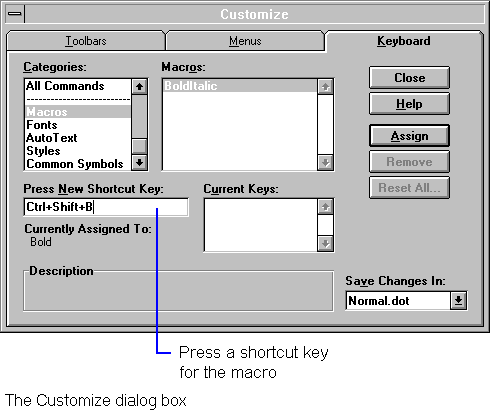 Customize
Toolbars Menus Keyboard
Categories: Macros:
All Commands BoldItalic
Macros
Fonts
AutoText
Styles
Common Symbols
Close
Help
Assign
Remove
Reset All...
Press New Shortcut Key: Current Keys:
Ctrl+Shift+B
Currently Assigned To:
Bold
Description
Save Changes In:
Normal.dot
Press a shortcut key
for the macro
The Customize dialog box